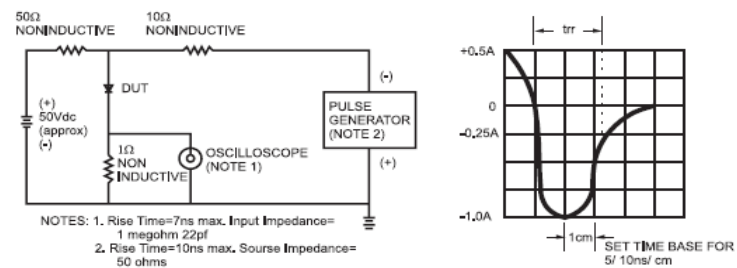 50Ω
NONINDUCTIVE
10Ω
NONINDUCTIVE
DUT
(+)
50Vdc
(approx)
(-)
1Ω
NON
INDUCTIVE
OSCILLOSCOPE
(NOTE 1)
(-)
PULSE
GENERATOR
(NOTE 2)
(+)
NOTES: 1. Rise Time=7ns max. Input Impedance=
1 megohm 22pf
2. Rise Time=10ns max. Sourse Impedance=
50 ohms
trr
+0.5A
0
-0.25A
-1.0A
1cm
SET TIME BASE FOR
5/ 10ns/ cm